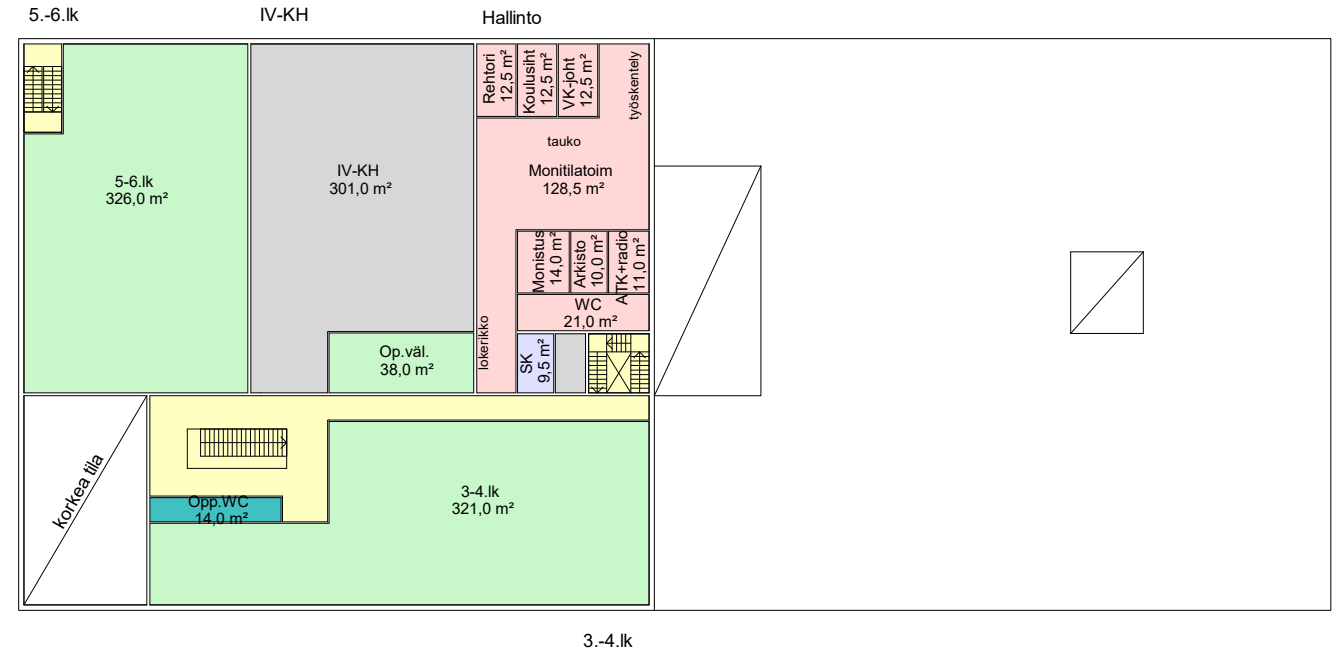 5.-6.lk
IV-KH
Hallinto
Rehtori
12,5 m²
Koulusiht
12,5 m²
VK-joht
12,5 m²
työskentely
tauko
5-6.lk
326,0 m²
IV-KH
301,0 m²
Monitilatoim
128,5 m²
Monistus
14,0 m²
Arkisto
10,0 m²
ATK+radio
11,0 m²
WC
21,0 m²
lokerikko
Op.väl.
38,0 m²
SK
9,5 m²
korkea tila
Opp.WC
14,0 m²
3-4.lk
321,0 m²
3.-4.lk